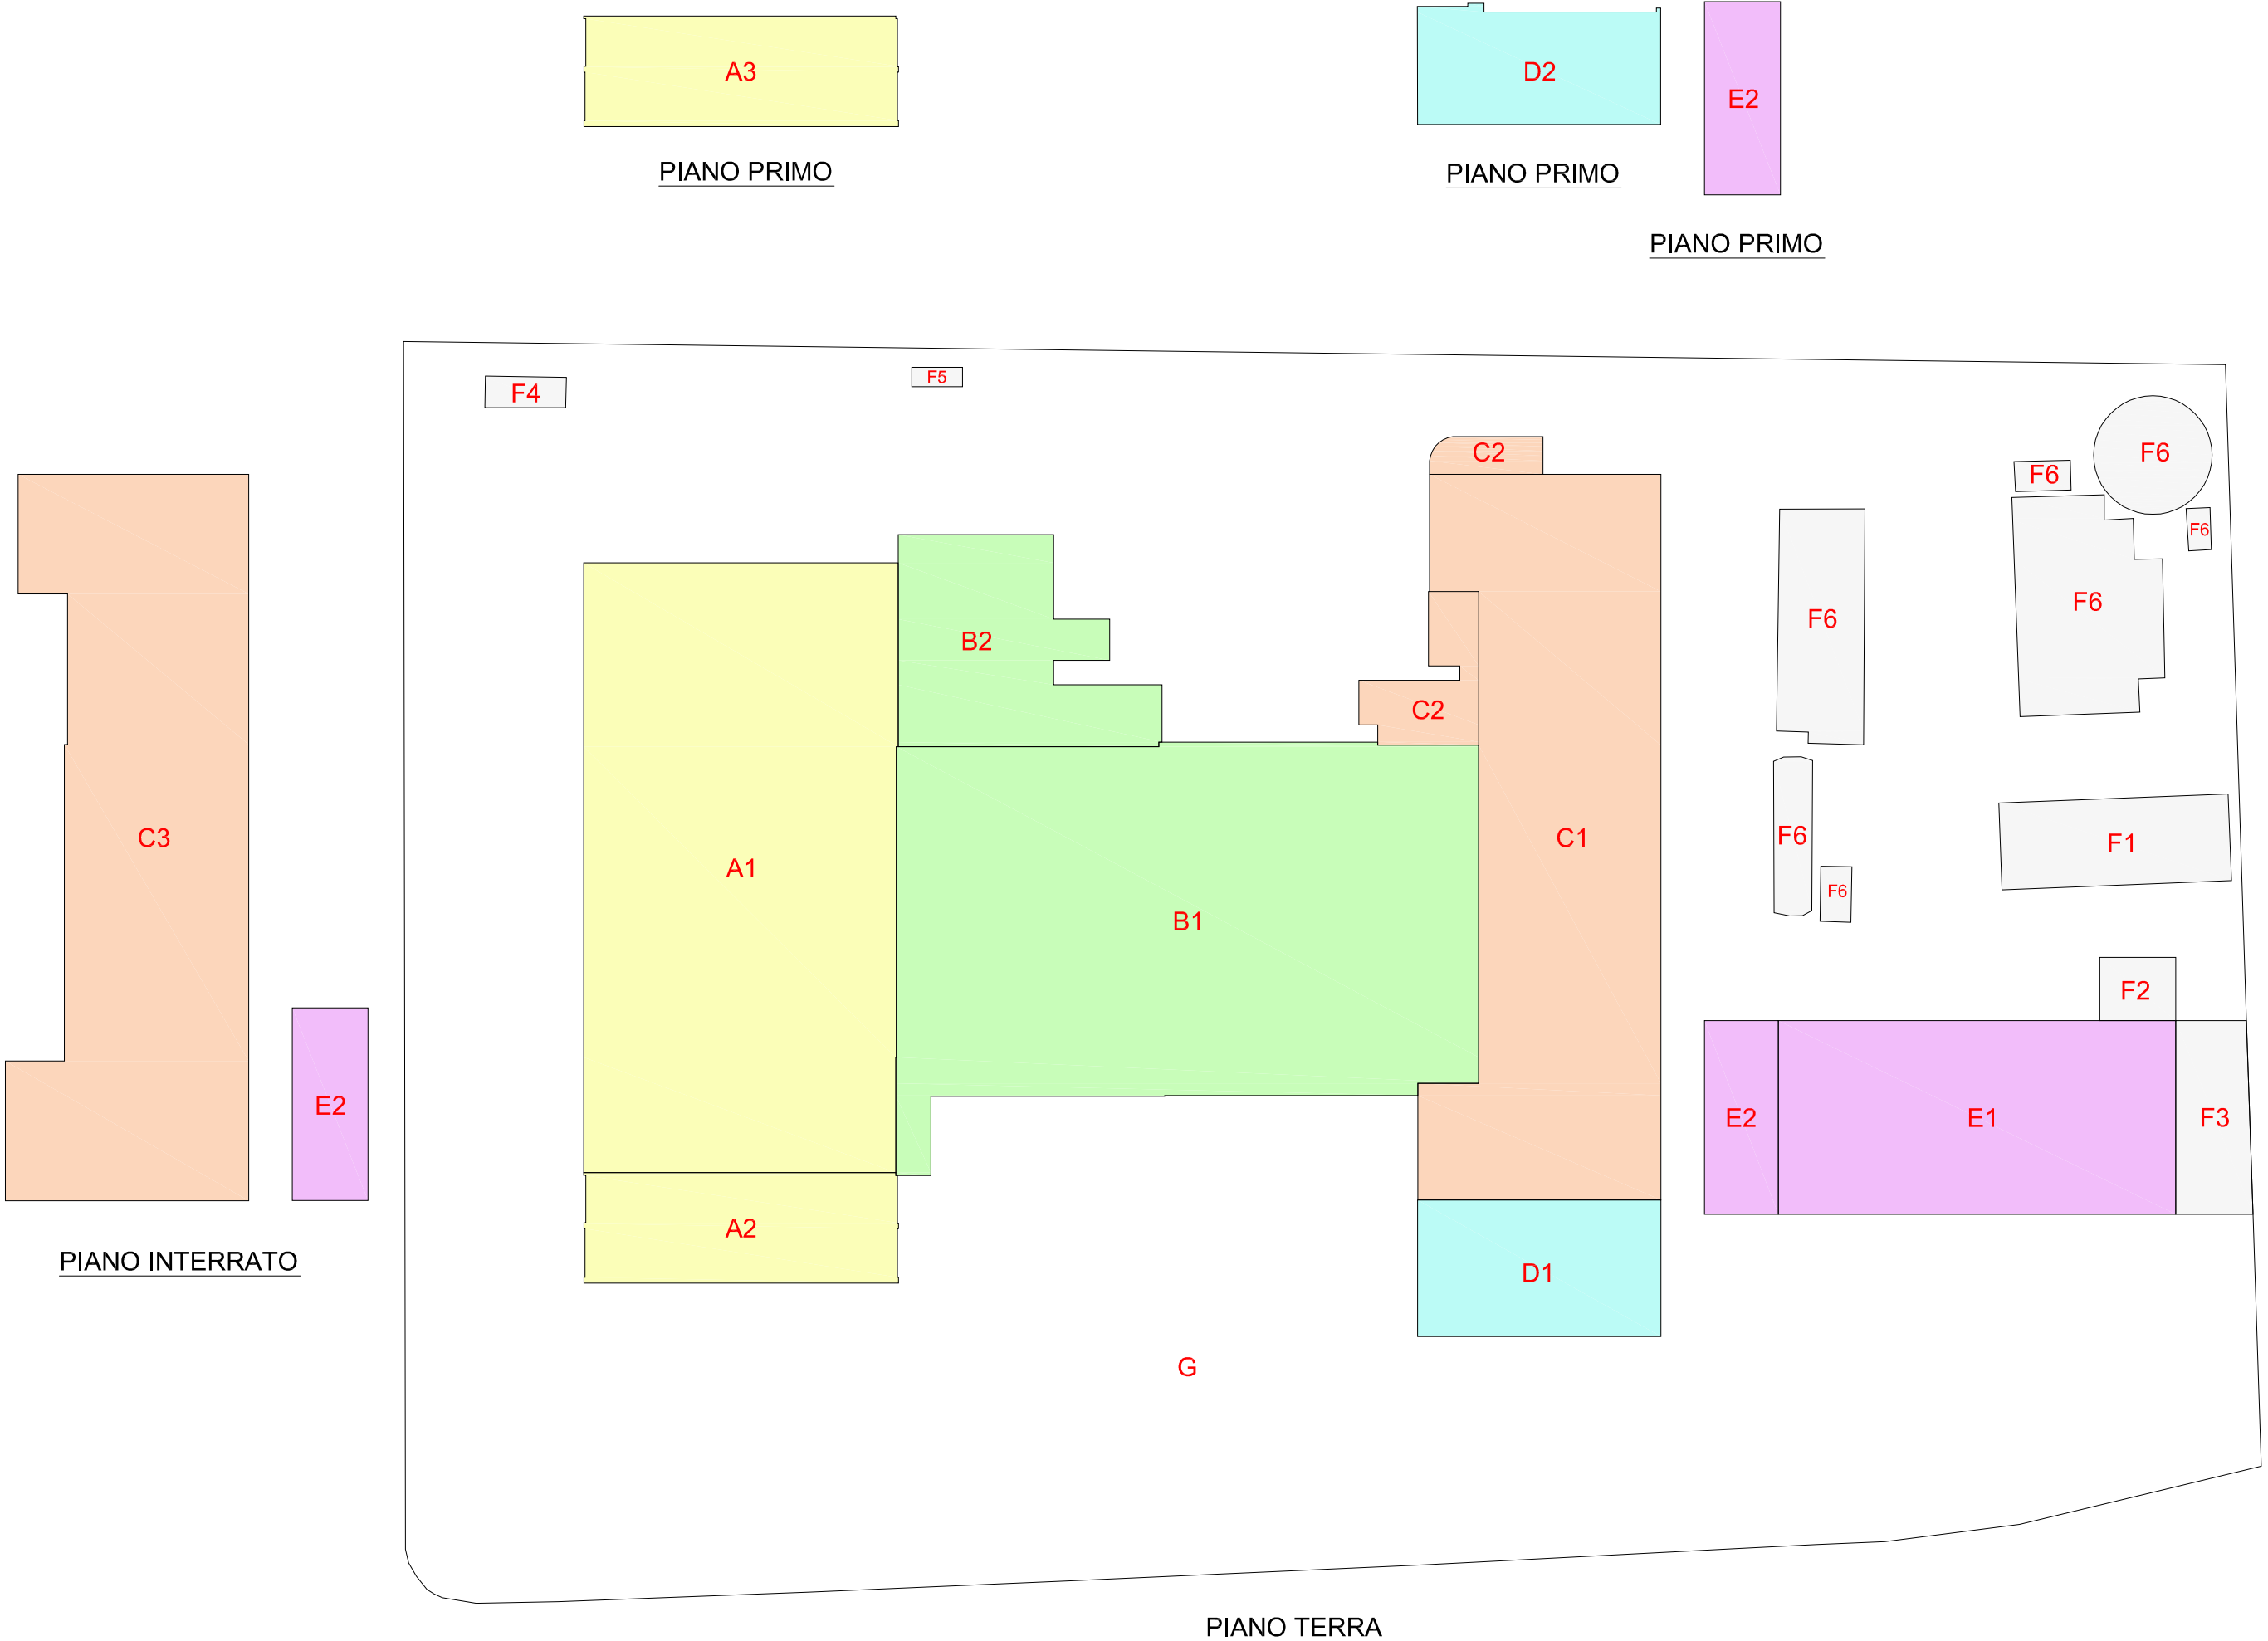 A3
D2
E2
PIANO PRIMO
PIANO PRIMO
PIANO PRIMO
F4
F5
C2
F6
F6
F6
F6
F6
B2
C2
C3
A1
B1
C1
F6
F1
F6
F2
E2
E2
E1
F3
A2
PIANO INTERRATO
D1
G
PIANO TERRA